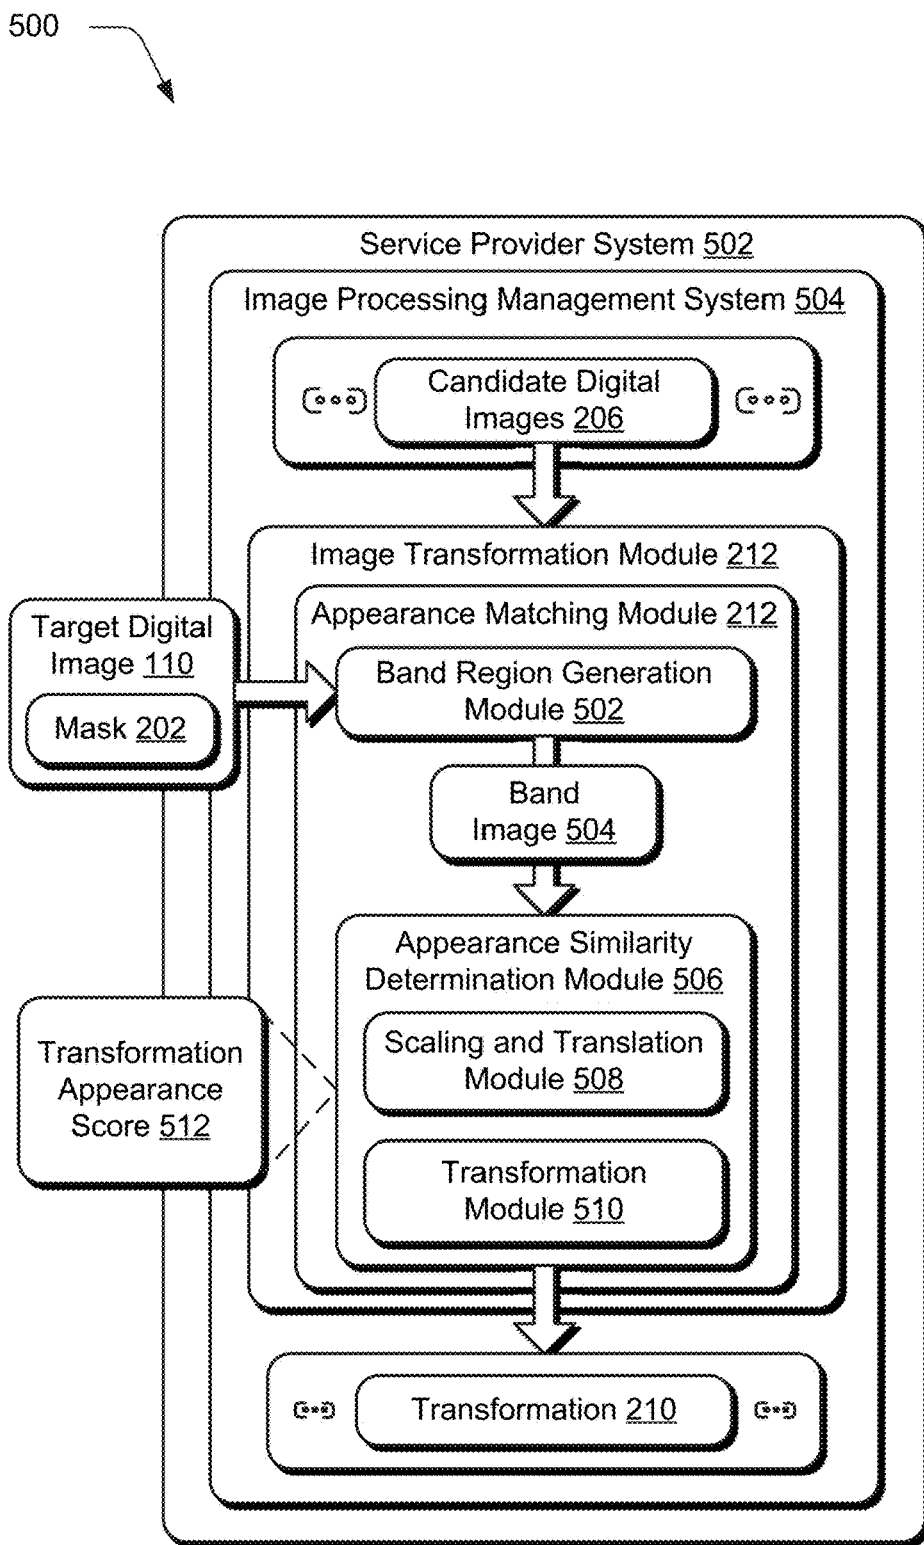 500
Service Provider System 502
Image Processing Management System 504
Candidate Digital
Images 206
Image Transformation Module 212
Appearance Matching Module 212
Target Digital
Image 110
Mask 202
Band Region Generation
Module 502
Band
Image 504
Appearance Similarity
Determination Module 506
Scaling and Translation
Module 508
Transformation
Appearance
Score 512
Transformation
Module 510
Transformation 210